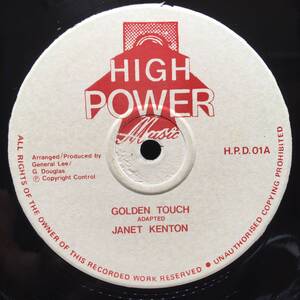 HIGH
POWER
Music
Arranged/Produced by
General Lee/
G. Douglas
Ⓟ Copyright Control
H.P.D. 01A
GOLDEN TOUCH
ADAPTED
JANET KENTON
ALL RIGHTS OF THE OWNER OF THIS RECORDED WORK RESERVED ● UNAUTHORISED COPYING PROHIBITED